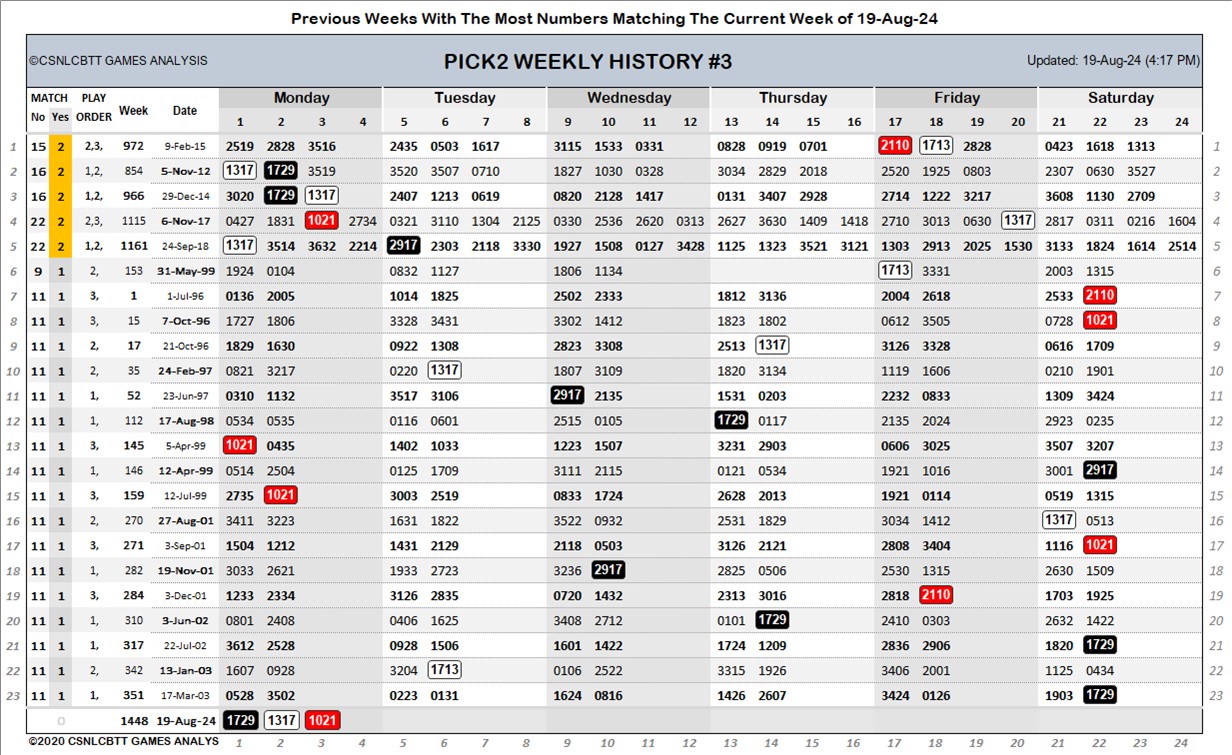 Previous Weeks With The Most Numbers Matching The Current Week of 19-Aug-24
©CSNLCBTT GAMES ANALYSIS PICK2 WEEKLY HISTORY #3 Updated: 19-Aug-24 (4:17 PM)
MATCH PLAY Week Date Monday Tuesday Wednesday Thursday Friday Saturday
No Yes ORDER 1 2 3 4 5 6 7 8 9 10 11 12 13 14 15 16 17 18 19 20 21 22 23 24
1 15 2 2,3, 972 9-Feb-15 2519 2828 3516 2435 0503 1617 3115 1533 0331 0828 0919 0701 2110 1713 2828 0423 1618 1313 1
2 16 2 1,2, 854 5-Nov-12 1317 1729 3519 3520 3507 0710 1827 1030 0328 3034 2829 2018 2520 1925 0803 2307 0630 3527 2
3 16 2 1,2, 966 29-Dec-14 3020 1729 1317 2407 1213 0619 0820 2128 1417 0131 3407 2928 2714 1222 3217 3608 1130 2709 3
4 22 2 2,3, 1115 6-Nov-17 0427 1831 1021 2734 0321 3110 1304 2125 0330 2536 2620 0313 2627 1630 1409 1418 2710 3013 0630 1317 2817 0311 0216 1604 4
5 22 2 1,2, 1161 24-Sep-18 1317 3514 3632 2214 2917 2303 2118 3330 1927 1508 0127 3428 1125 1323 3521 3121 1303 2913 2025 1530 3133 1824 1614 2514 5
6 9 1 2, 153 31-May-99 1924 0104 0832 1127 1806 1134 1713 3331 2003 1315 6
7 11 1 3, 1 1-Jul-96 0136 2005 1014 1825 2502 2333 1812 3136 2004 2618 2533 2110 7
8 11 1 3, 15 7-Oct-96 1727 1806 3328 3431 3302 1412 1823 1802 0612 3505 0728 1021 8
9 11 1 2, 17 21-Oct-96 1829 1630 0922 1308 2823 3308 2513 1317 3126 3328 0616 1709 9
10 11 1 2, 35 24-Feb-97 0821 3217 0220 1317 1807 3109 1820 3134 1119 1606 0210 1901 10
11 11 1 1, 52 23-Jun-97 0310 1132 3517 3106 2917 2135 1531 0203 2232 0833 1309 3424 11
12 11 1 1, 112 17-Aug-98 0534 0535 0116 0601 2515 0105 1729 0117 2135 2024 2923 0235 12
13 11 1 3, 145 5-Apr-99 1021 0435 1402 1033 1223 1507 3231 2903 0606 3025 3507 3207 13
14 11 1 1, 146 12-Apr-99 0514 2504 0125 1709 3111 2115 0121 0534 1921 1016 3001 2917 14
15 11 1 3, 159 12-Jul-99 2735 1021 3003 2519 0833 1724 2628 2013 1921 0114 0519 1315 15
16 11 1 2, 270 27-Aug-01 3411 3223 1631 1822 3522 0932 2531 1829 3034 1412 1317 0513 16
17 11 1 3, 271 3-Sep-01 1504 1212 1431 2129 2118 0503 3126 2121 2808 3404 1116 1021 17
18 11 1 1, 282 19-Nov-01 3033 2621 1933 2723 3236 2917 2825 0506 2530 1315 2630 1509 18
19 11 1 3, 284 3-Dec-01 1233 2334 3126 2835 0720 1432 2313 3016 2818 2110 1703 1925 19
20 11 1 1, 310 3-Jun-02 0801 2408 0406 1625 3408 2712 0101 1729 2410 0303 2632 1422 20
21 11 1 1, 317 22-Jul-02 3612 2528 0928 1506 1601 1422 1724 1209 2836 2906 1820 1729 21
22 11 1 2, 342 13-Jan-03 1607 0928 3204 1713 0106 2522 3315 1926 3406 2001 1125 0434 22
23 11 1 1, 351 17-Mar-03 0528 3502 0223 0131 1624 0816 1426 2607 3424 0126 1903 1729 23
0 1448 19-Aug-24 1729 1317 1021
©2020 CSNLCBTT GAMES ANALYS 1 2 3 4 5 6 7 8 9 10 11 12 13 14 15 16 17 18 19 20 21 22 23 24